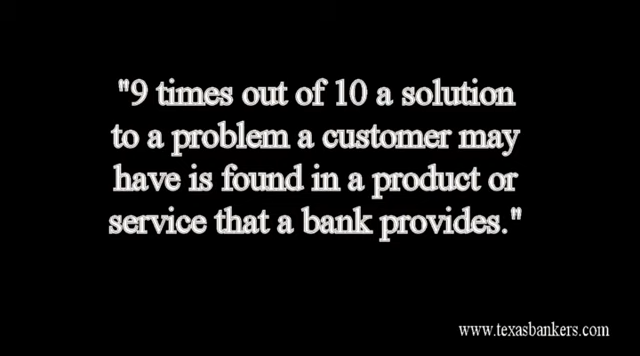 "9 times out of 10 a solution
to a problem a customer may
have is found in a product or
service that a bank provides."
www.texasbankers.com